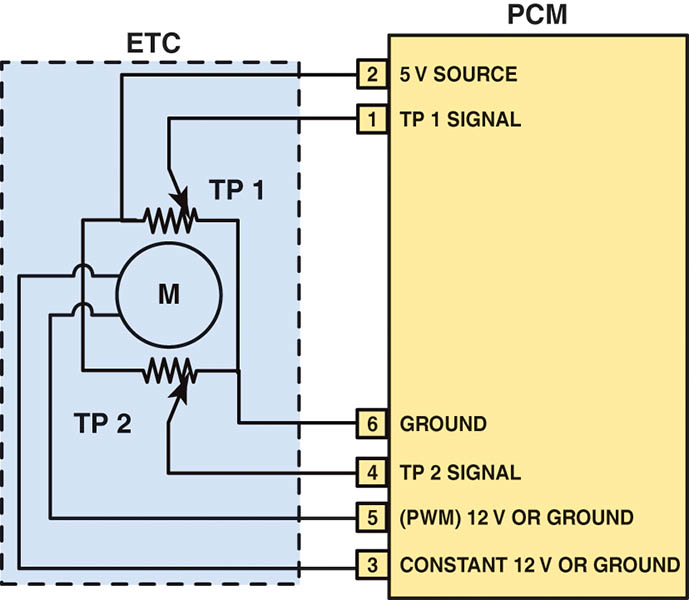 PCM
ETC
2 5 V SOURCE
1 TP 1 SIGNAL
TP 1
M
TP 2
6 GROUND
4 TP 2 SIGNAL
5 (PWM) 12 V OR GROUND
3 CONSTANT 12 V OR GROUND